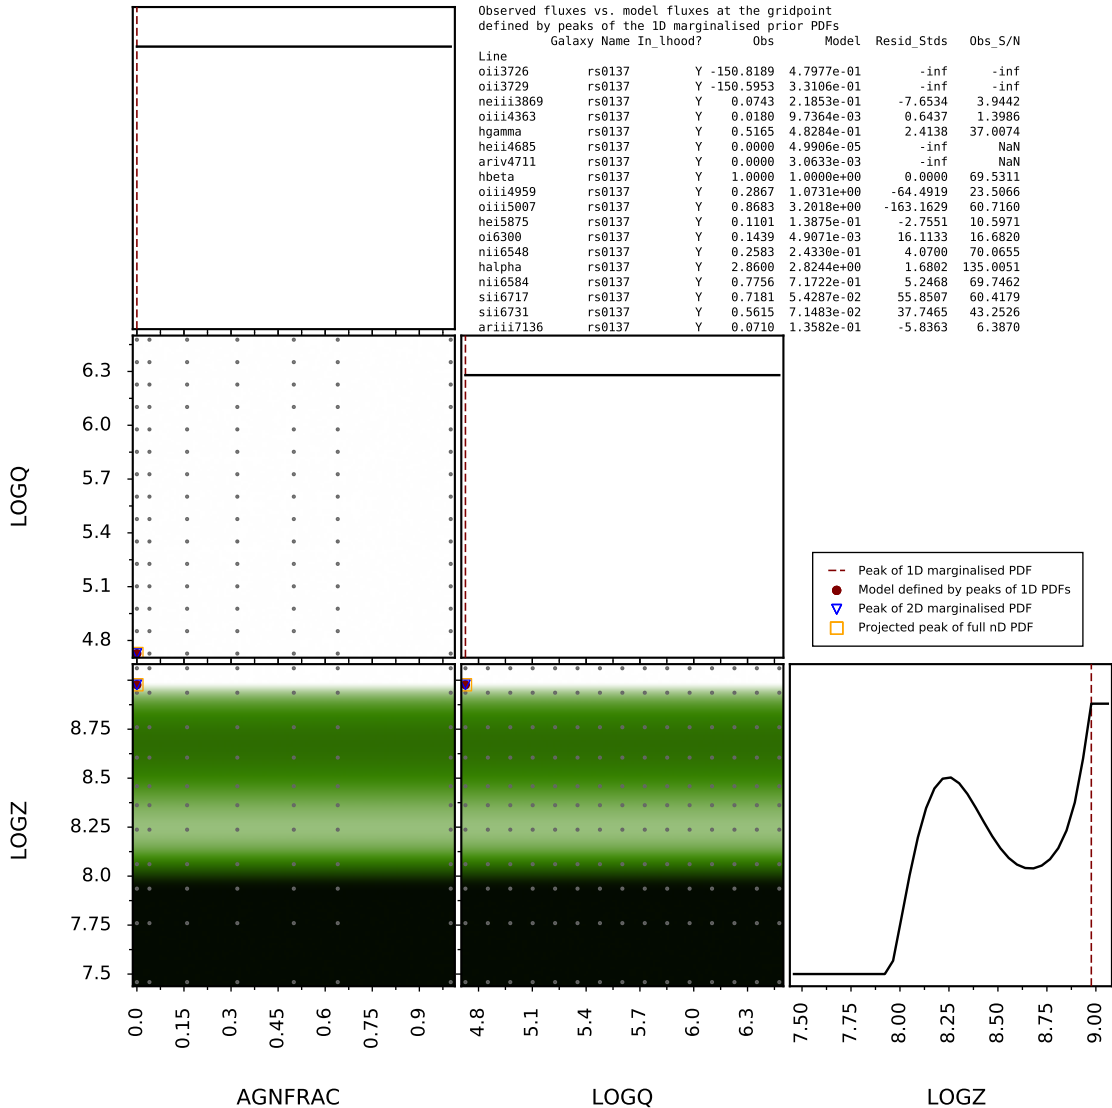 Observed fluxes vs. model fluxes at the gridpoint
defined by peaks of the 1D marginalised prior PDFs
Galaxy Name In_lhood? Obs Model Resid_Stds Obs_S/N
Line
oii3726 rs0137 Y -150.8189 4.7977e-01 -inf -inf
oii3729 rs0137 Y -150.5953 3.3106e-01 -inf -inf
neiii3869 rs0137 Y 0.0743 2.1853e-01 -7.6534 3.9442
oiii4363 rs0137 Y 0.0180 9.7364e-03 0.6437 1.3986
hgamma rs0137 Y 0.5165 4.8284e-01 2.4138 37.0074
heii4685 rs0137 Y 0.0000 4.9906e-05 -inf NaN
ariv4711 rs0137 Y 0.0000 3.0633e-03 -inf NaN
hbeta rs0137 Y 1.0000 1.0000e+00 0.0000 69.5311
oiii4959 rs0137 Y 0.2867 1.0731e+00 -64.4919 23.5066
oiii5007 rs0137 Y 0.8683 3.2018e+00 -163.1629 60.7160
hei5875 rs0137 Y 0.1101 1.3875e-01 -2.7551 10.5971
oi6300 rs0137 Y 0.1439 4.9071e-03 16.1133 16.6820
nii6548 rs0137 Y 0.2583 2.4330e-01 4.0700 70.0655
halpha rs0137 Y 2.8600 2.8244e+00 1.6802 135.0051
nii6584 rs0137 Y 0.7756 7.1722e-01 5.2468 69.7462
sii6717 rs0137 Y 0.7181 5.4287e-02 55.8507 60.4179
sii6731 rs0137 Y 0.5615 7.1483e-02 37.7465 43.2526
ariii7136 rs0137 Y 0.0710 1.3582e-01 -5.8363 6.3870
6.3
6.0
5.7
5.4
5.1
4.8
LOGQ
Peak of 1D marginalised PDF
Model defined by peaks of 1D PDFs
Peak of 2D marginalised PDF
Projected peak of full nD PDF
8.75
8.5
8.25
8.0
7.75
7.5
LOGZ
0.0 0.15 0.3 0.45 0.6 0.75 0.9
4.8 5.1 5.4 5.7 6.0 6.3
7.50 7.75 8.00 8.25 8.50 8.75 9.00
AGNFRAC LOGQ LOGZ